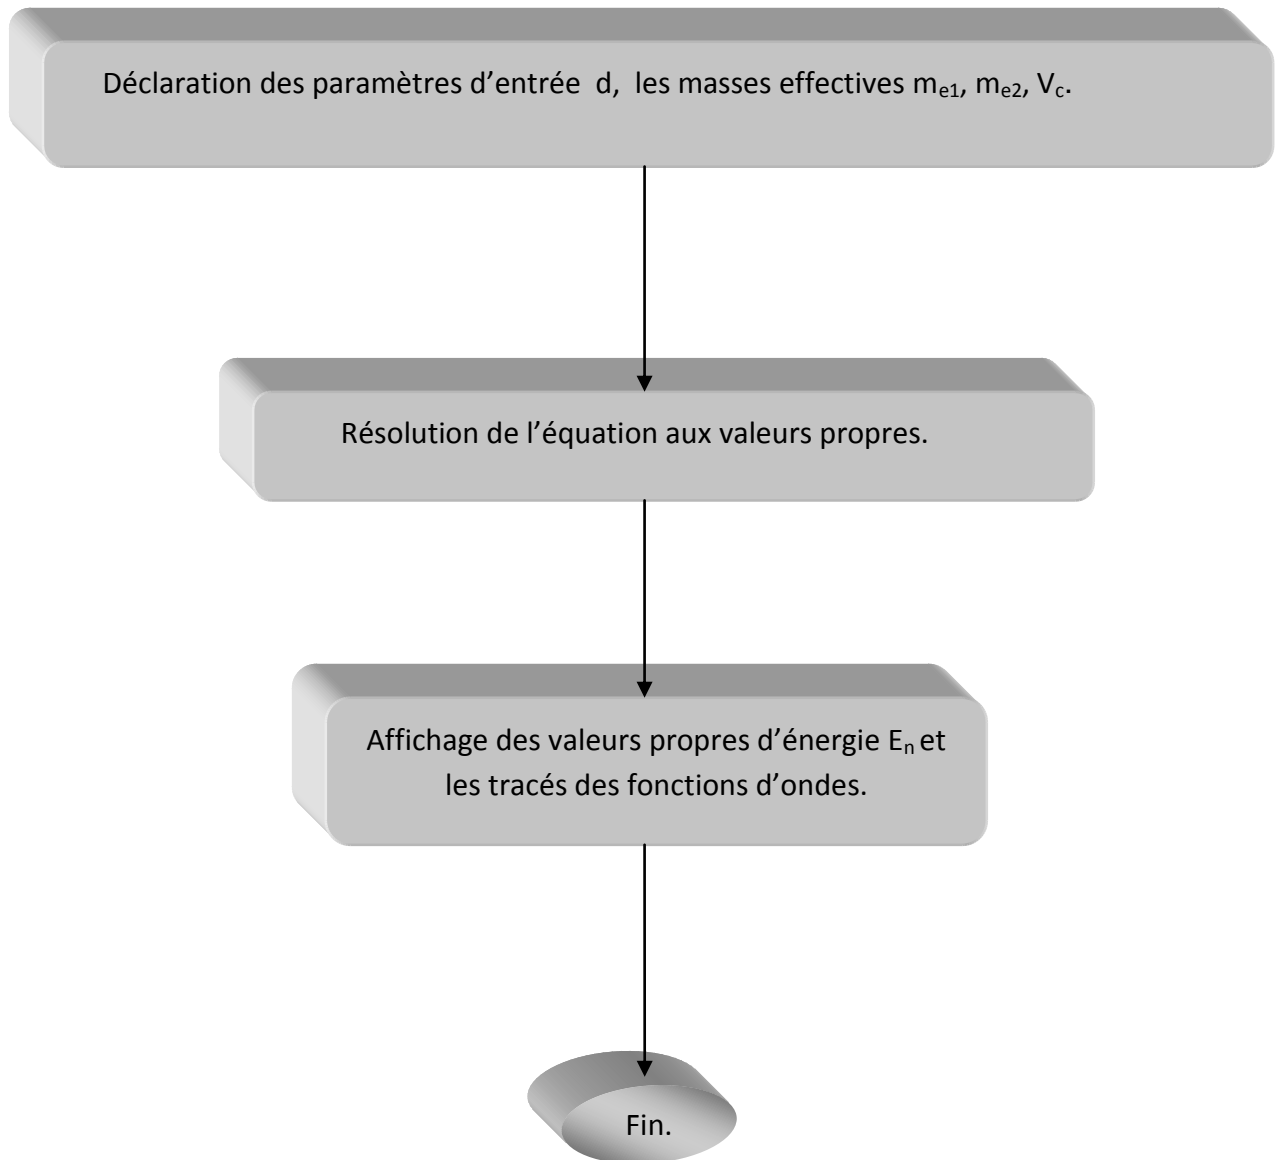 Déclaration des paramètres d’entrée  d,  les masses effectives mₑ₁, mₑ₂, V꜀.
Résolution de l’équation aux valeurs propres.
Affichage des valeurs propres d’énergie Eₙ et
les tracés des fonctions d’ondes.
Fin.